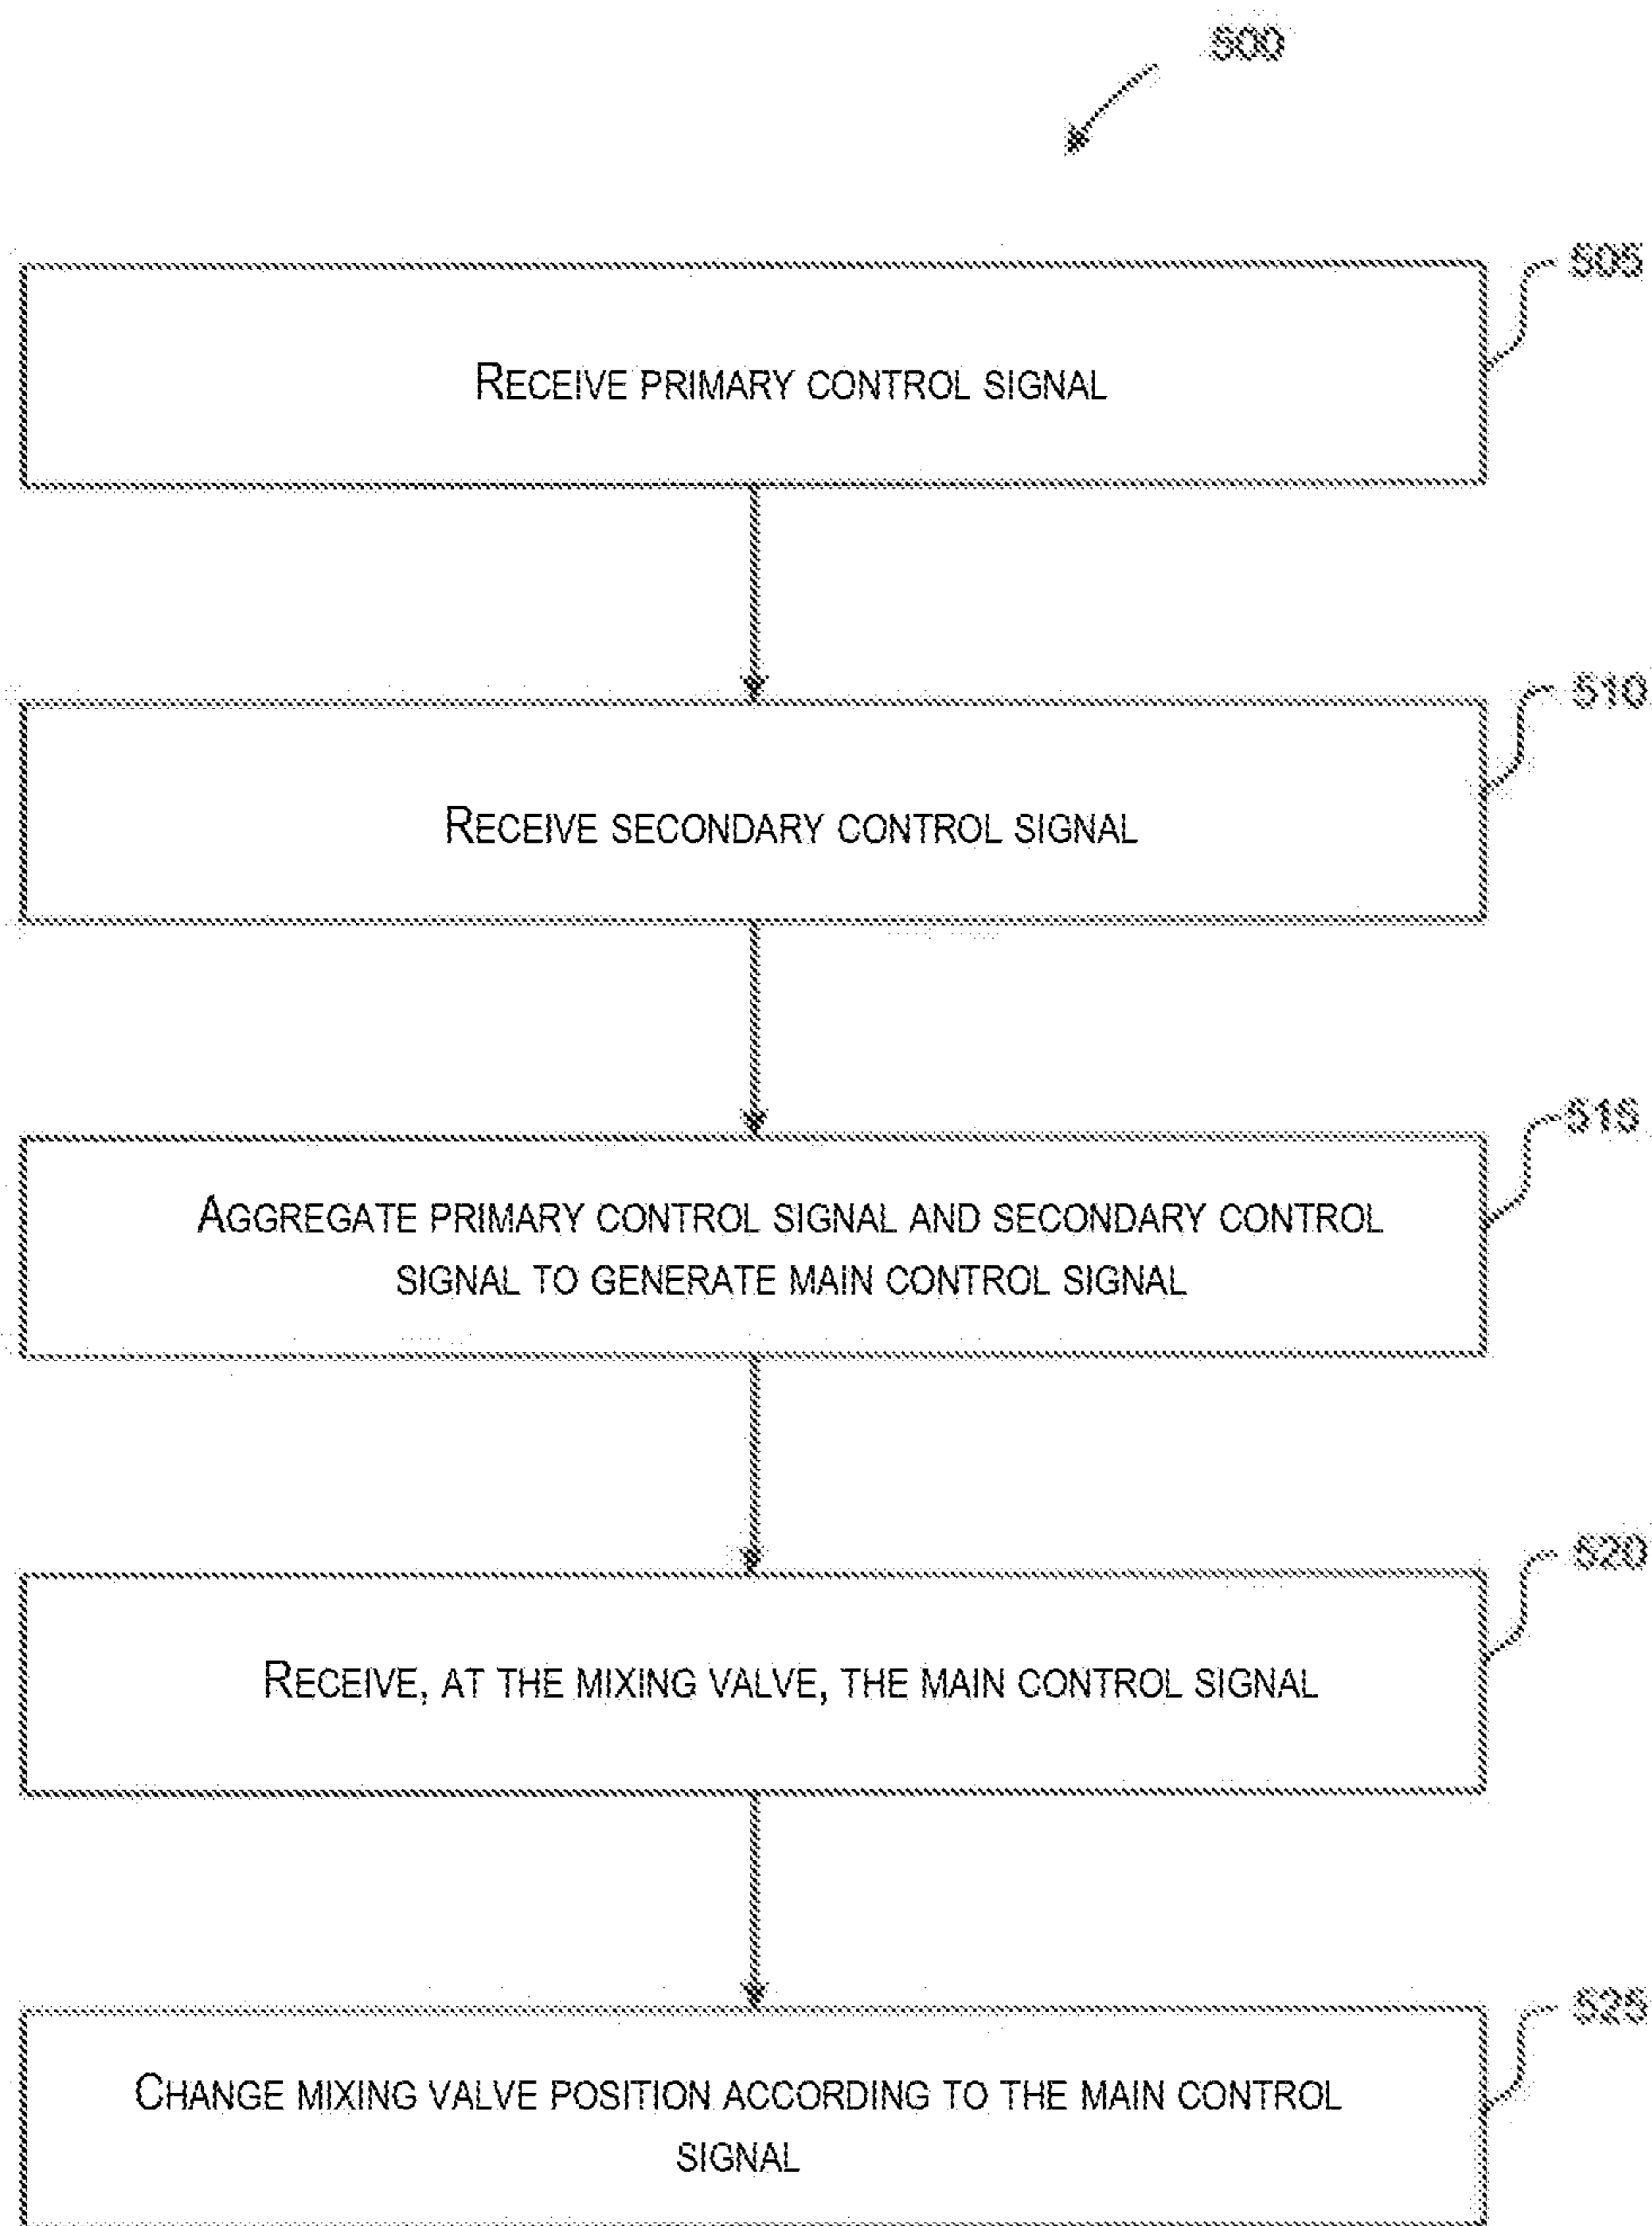 500
505
RECEIVE PRIMARY CONTROL SIGNAL
510
RECEIVE SECONDARY CONTROL SIGNAL
515
AGGREGATE PRIMARY CONTROL SIGNAL AND SECONDARY CONTROL
SIGNAL TO GENERATE MAIN CONTROL SIGNAL
520
RECEIVE, AT THE MIXING VALVE, THE MAIN CONTROL SIGNAL
525
CHANGE MIXING VALVE POSITION ACCORDING TO THE MAIN CONTROL
SIGNAL